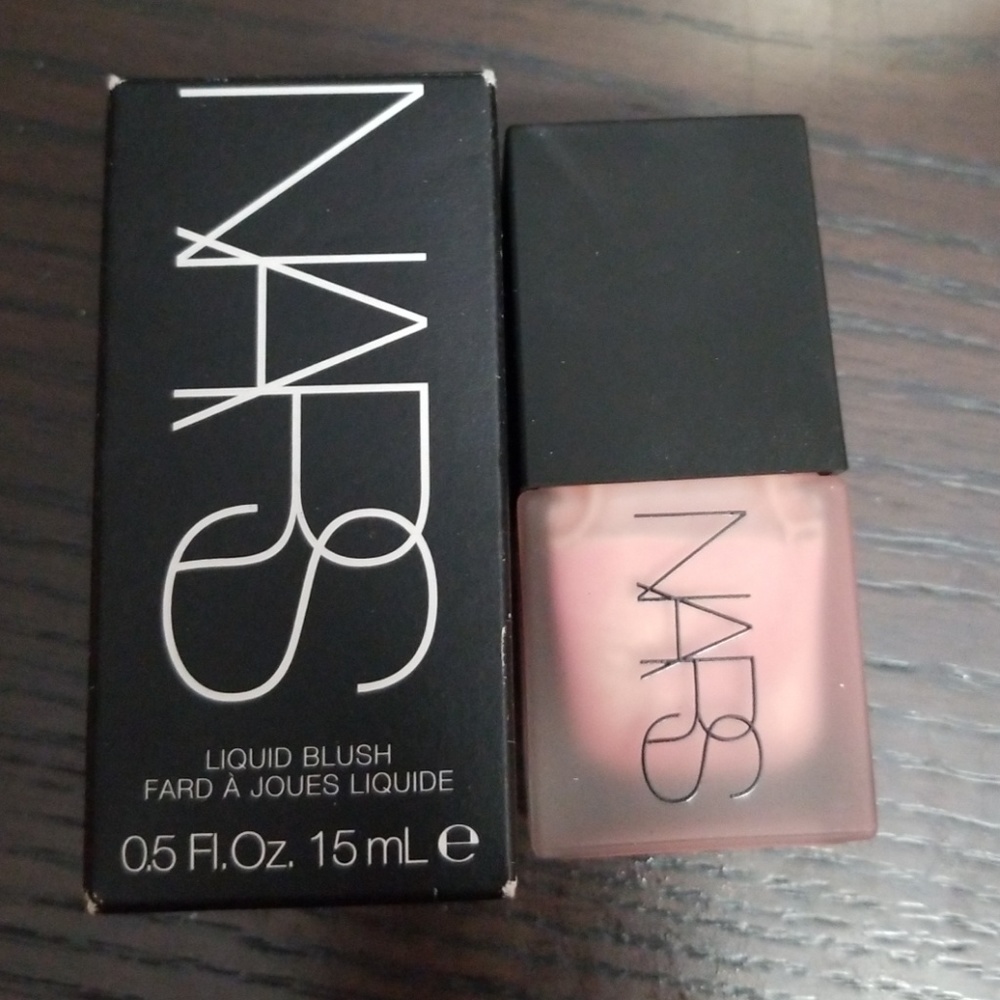 NARS
LIQUID BLUSH
FARD À JOUES LIQUIDE
0.5 Fl.Oz. 15 mL e
NARS